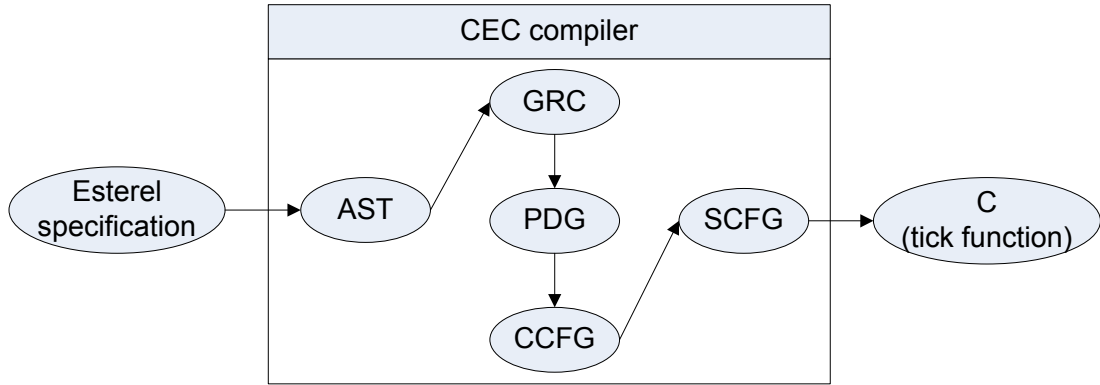 CEC compiler
Esterel
specification
AST
GRC
PDG
CCFG
SCFG
C
(tick function)